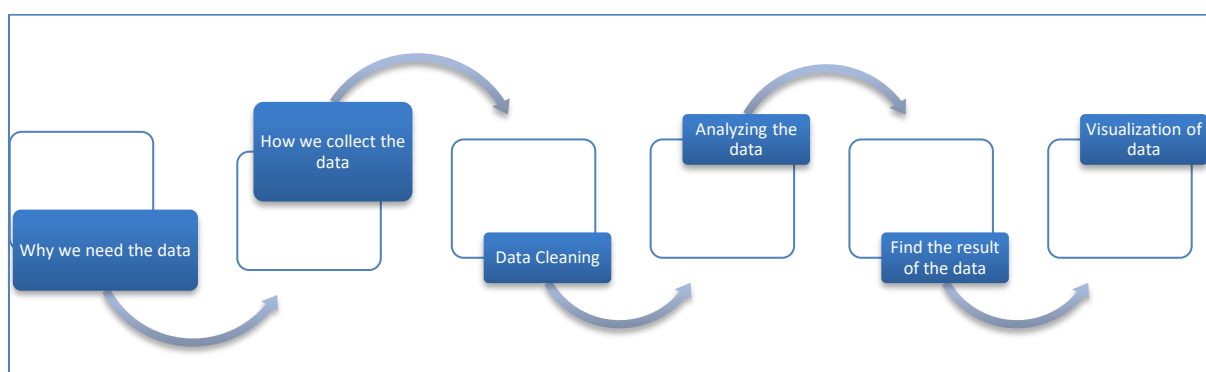 Why we need the data
How we collect the
data
Data Cleaning
Analyzing the
data
Find the result
of the data
Visualization of
data